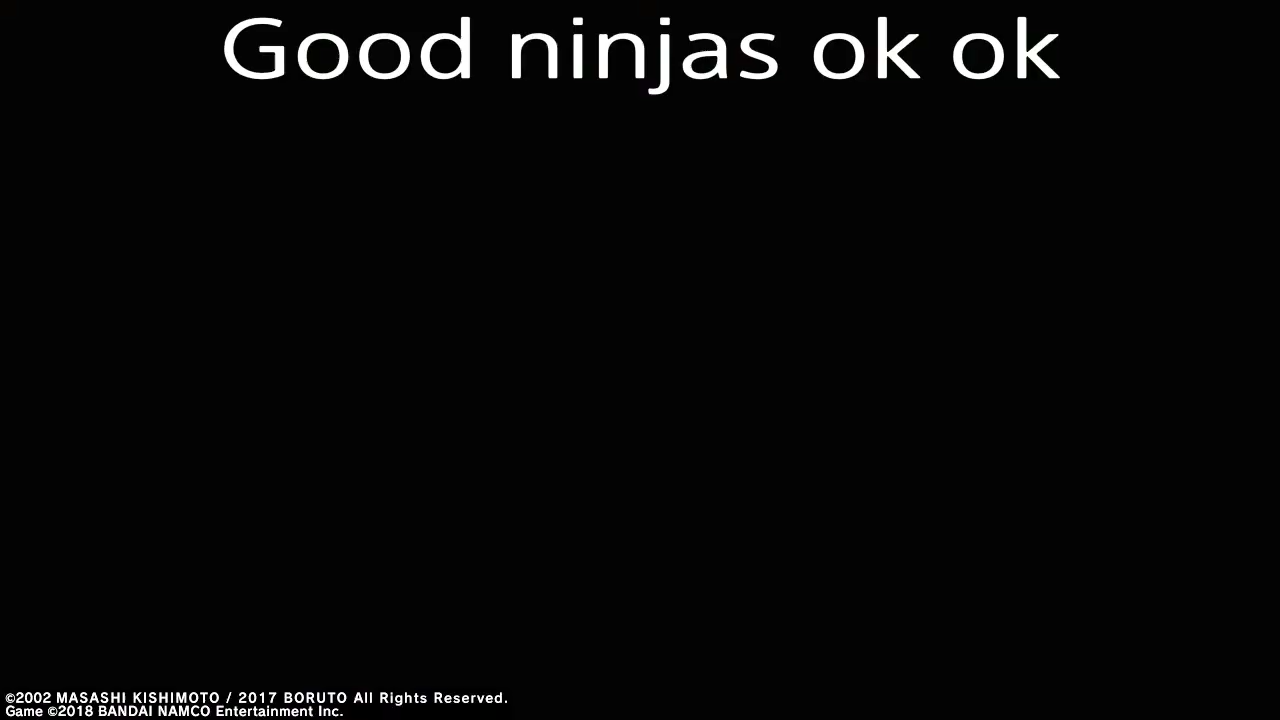 Good ninjas ok ok
©2002 MASASHI KISHIMOTO / 2017 BORUTO All Rights Reserved.
Game ©2018 BANDAI NAMCO Entertainment Inc.